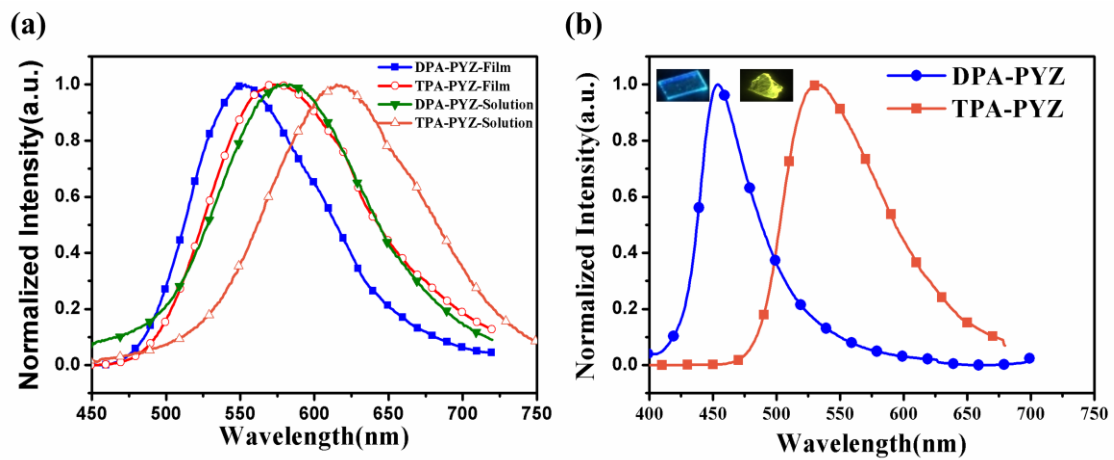 (a)
Normalized Intensity(a.u.)
1.0
0.8
0.6
0.4
0.2
0.0
DPA-PYZ-Film
TPA-PYZ-Film
DPA-PYZ-Solution
TPA-PYZ-Solution
450 500 550 600 650 700 750
Wavelength(nm)
(b)
Normalized Intensity(a.u.)
1.0
0.8
0.6
0.4
0.2
0.0
DPA-PYZ
TPA-PYZ
400 450 500 550 600 650 700 750
Wavelength(nm)